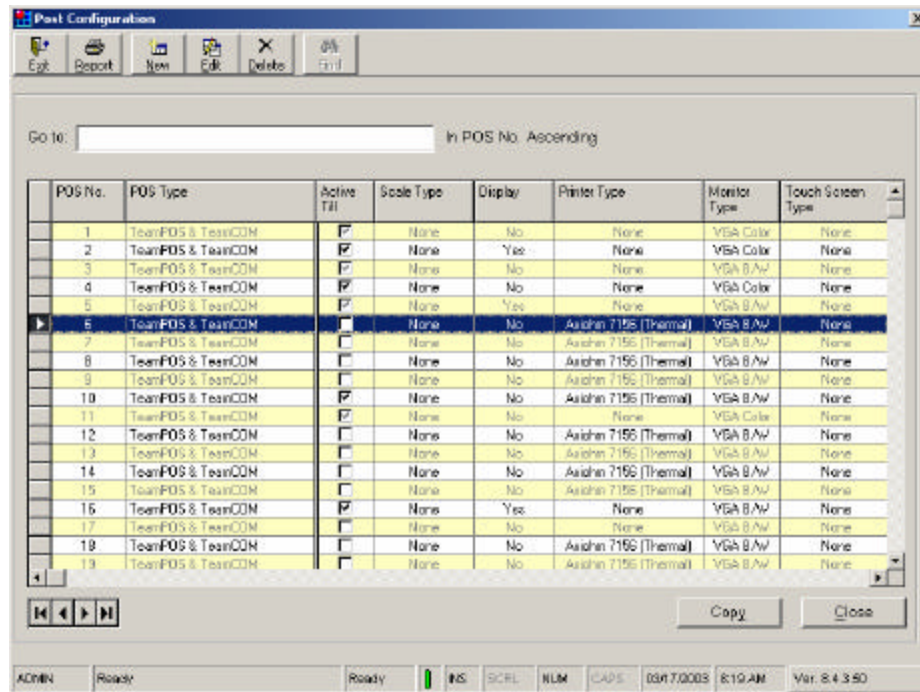 Post Configuration
Exit Report New Edit Delete Find
Go to: In POS No. Ascending
POS No. POS Type Active Till Scale Type Display Printer Type Monitor Type Touch Screen Type
1 TeamPOS & TeamCOM None No None VGA Color None
2 TeamPOS & TeamCOM None Yes None VGA Color None
3 TeamPOS & TeamCOM None No None VGA B/W None
4 TeamPOS & TeamCOM None No None VGA Color None
5 TeamPOS & TeamCOM None Yes None VGA B/W None
6 TeamPOS & TeamCOM None No Axiohm 7156 (Thermal) VGA B/W None
7 TeamPOS & TeamCOM None No Axiohm 7156 (Thermal) VGA B/W None
8 TeamPOS & TeamCOM None No Axiohm 7156 (Thermal) VGA B/W None
9 TeamPOS & TeamCOM None No Axiohm 7156 (Thermal) VGA B/W None
10 TeamPOS & TeamCOM None No Axiohm 7156 (Thermal) VGA B/W None
11 TeamPOS & TeamCOM None No None VGA Color None
12 TeamPOS & TeamCOM None No Axiohm 7156 (Thermal) VGA B/W None
13 TeamPOS & TeamCOM None No Axiohm 7156 (Thermal) VGA B/W None
14 TeamPOS & TeamCOM None No Axiohm 7156 (Thermal) VGA B/W None
15 TeamPOS & TeamCOM None No Axiohm 7156 (Thermal) VGA B/W None
16 TeamPOS & TeamCOM None Yes None VGA B/W None
17 TeamPOS & TeamCOM None No None VGA B/W None
18 TeamPOS & TeamCOM None No Axiohm 7156 (Thermal) VGA B/W None
19 TeamPOS & TeamCOM None No Axiohm 7156 (Thermal) VGA B/W None
Copy Close
ADMIN Ready Ready INS SCRL NUM CAPS 03/17/2003 8:19 AM Ver. 8.4.3.50